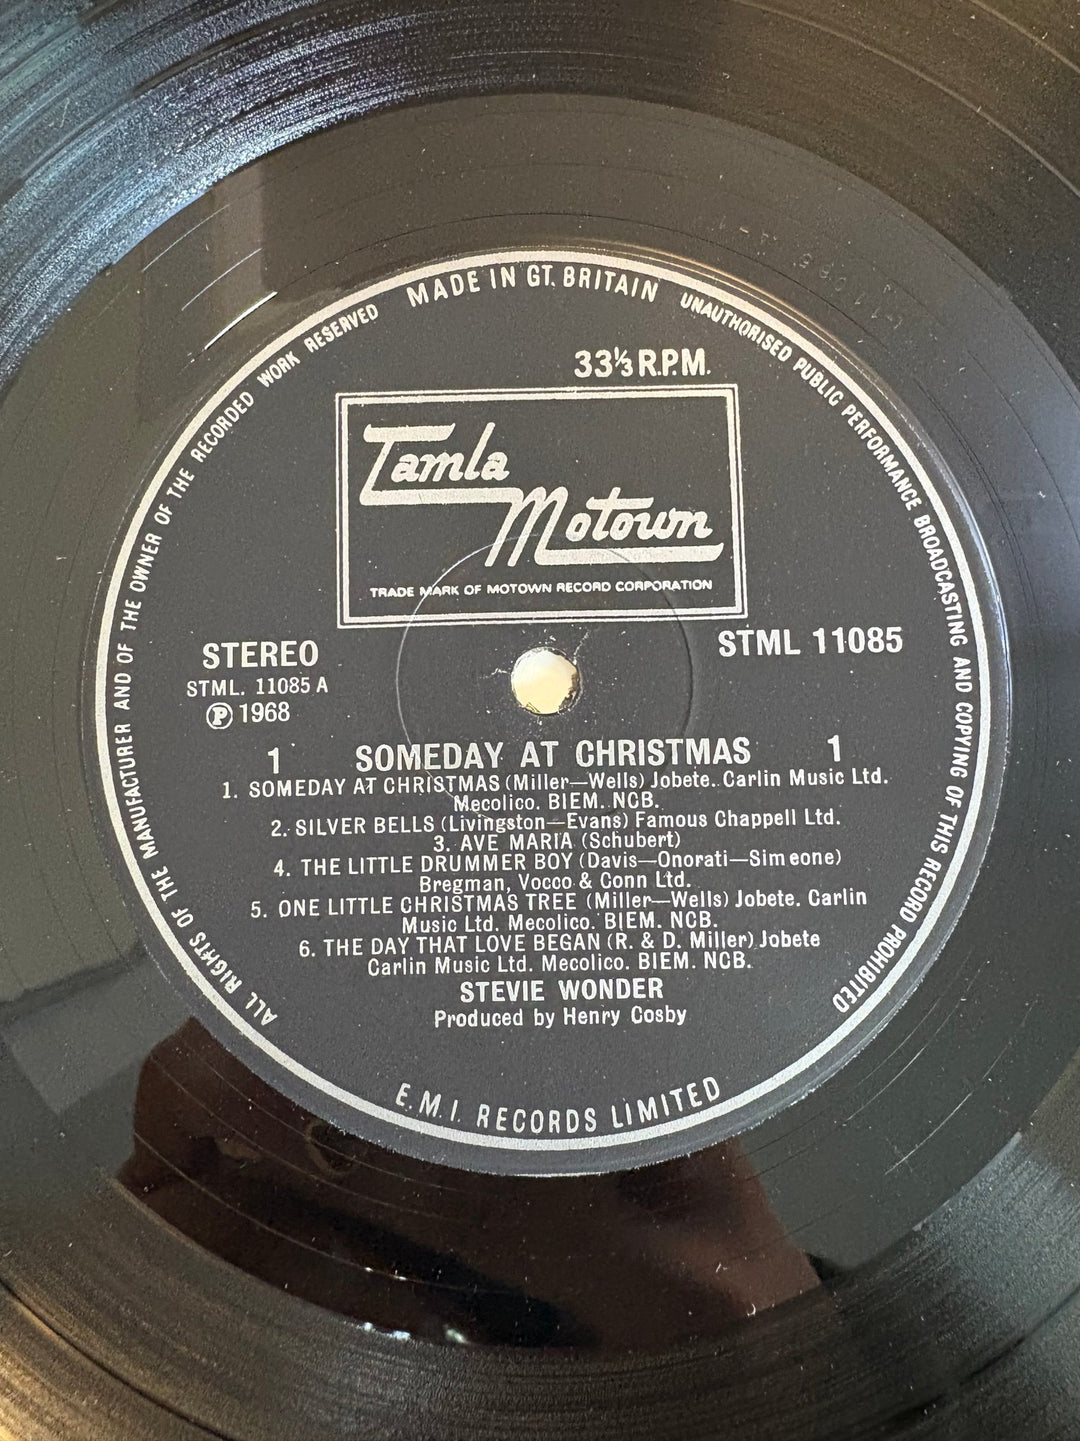 ALL RIGHTS OF THE MANUFACTURER AND OF THE OWNER OF THE RECORDED WORK RESERVED
MADE IN GT. BRITAIN
UNAUTHORISED PUBLIC PERFORMANCE BROADCASTING AND COPYING OF THIS RECORD PROHIBITED
33⅓ R.P.M.
Tamla
Motown
TRADE MARK OF MOTOWN RECORD CORPORATION
STEREO
STML 11085
STML. 11085 A
Ⓟ 1968
1 SOMEDAY AT CHRISTMAS 1
1. SOMEDAY AT CHRISTMAS (Miller—Wells) Jobete. Carlin Music Ltd.
Mecolico. BIEM. NCB.
2. SILVER BELLS (Livingston—Evans) Famous Chappell Ltd.
3. AVE MARIA (Schubert)
4. THE LITTLE DRUMMER BOY (Davis—Onorati—Simeone)
Bregman, Vocco & Conn Ltd.
5. ONE LITTLE CHRISTMAS TREE (Miller—Wells) Jobete. Carlin
Music Ltd. Mecolico. BIEM. NCB.
6. THE DAY THAT LOVE BEGAN (R. & D. Miller) Jobete
Carlin Music Ltd. Mecolico. BIEM. NCB.
STEVIE WONDER
Produced by Henry Cosby
E.M.I. RECORDS LIMITED